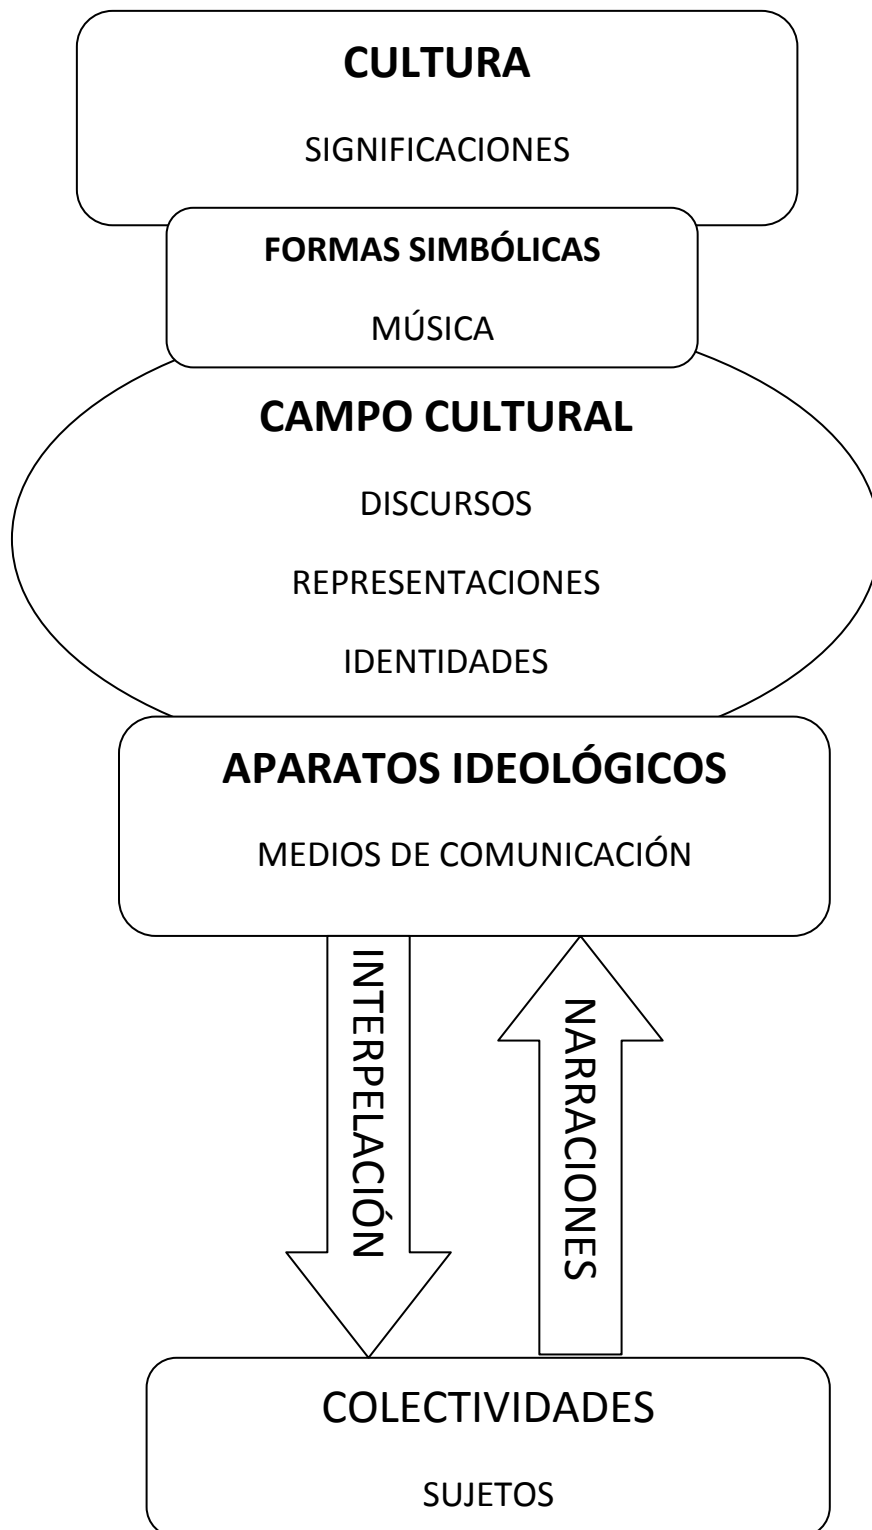 CULTURA
SIGNIFICACIONES
FORMAS SIMBÓLICAS
MÚSICA
CAMPO CULTURAL
DISCURSOS
REPRESENTACIONES
IDENTIDADES
APARATOS IDEOLÓGICOS
MEDIOS DE COMUNICACIÓN
INTERPELACIÓN
NARRACIONES
COLECTIVIDADES
SUJETOS